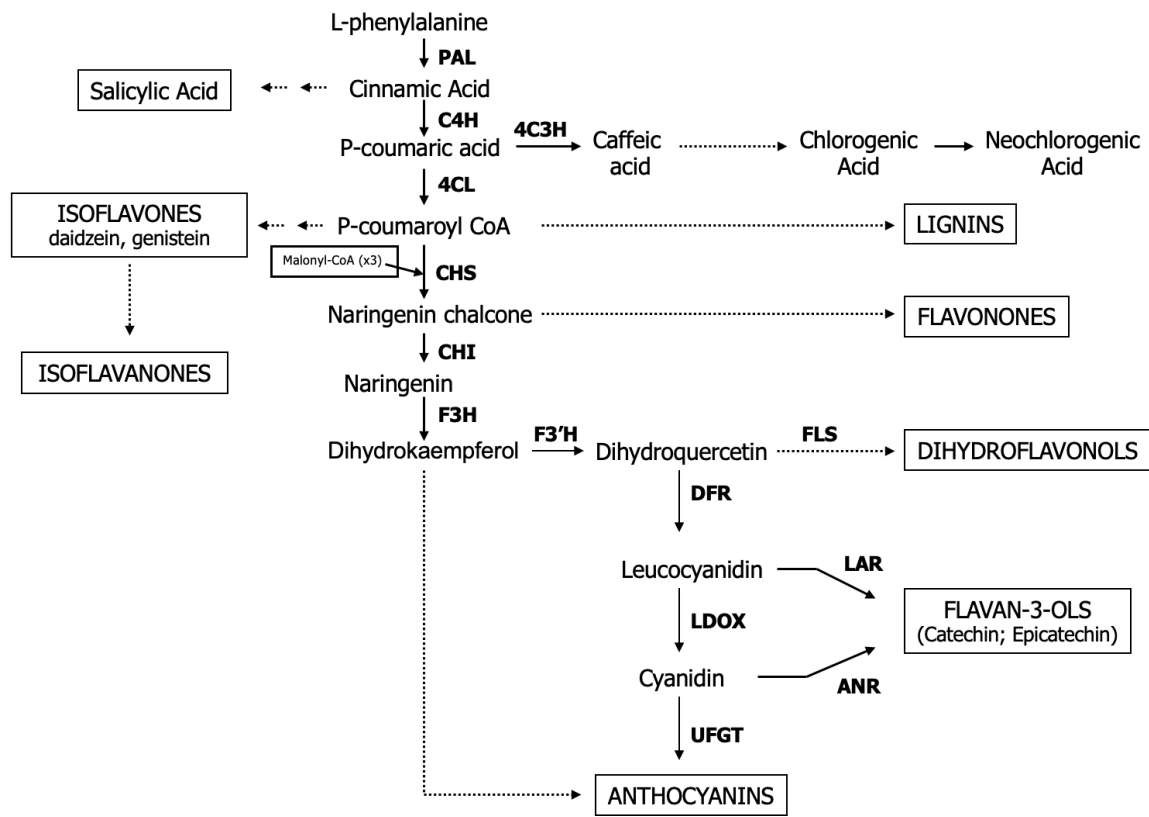 L-phenylalanine
PAL
Salicylic Acid
Cinnamic Acid
C4H
4C3H
P-coumaric acid
Caffeic
acid
Chlorogenic
Acid
Neochlorogenic
Acid
4CL
ISOFLAVONES
daidzein, genistein
P-coumaroyl CoA
LIGNINS
Malonyl-CoA (x3)
CHS
Naringenin chalcone
FLAVONONES
CHI
ISOFLAVANONES
Naringenin
F3H
Dihydrokaempferol
F3’H
Dihydroquercetin
FLS
DIHYDROFLAVONOLS
DFR
Leucocyanidin
LAR
FLAVAN-3-OLS
(Catechin; Epicatechin)
LDOX
Cyanidin
ANR
UFGT
ANTHOCYANINS